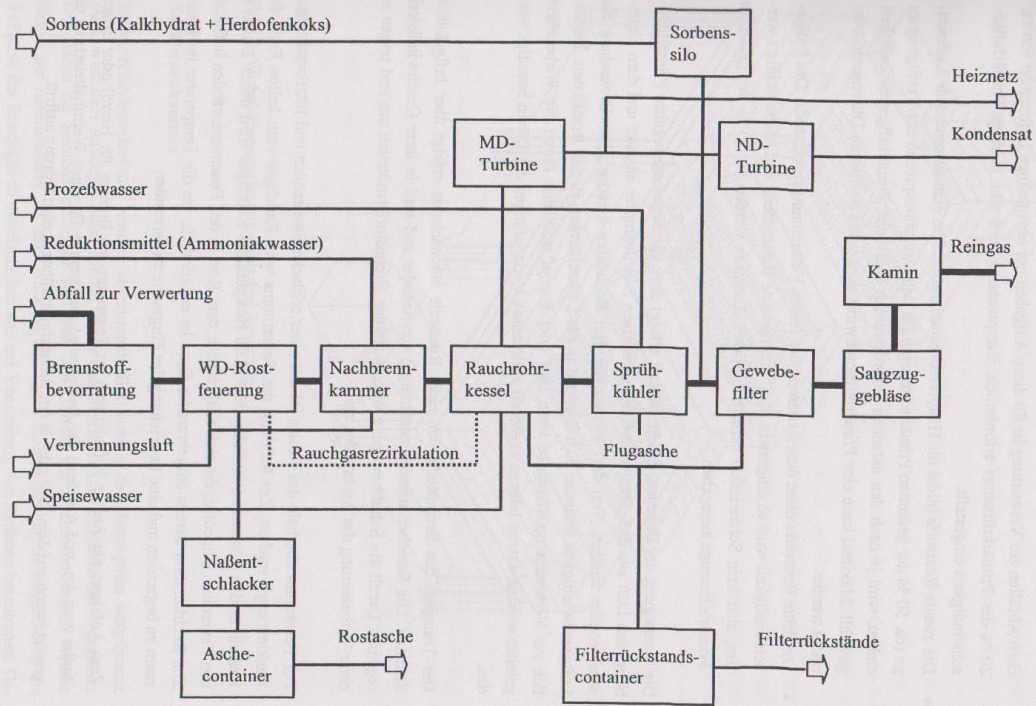 Sorbens (Kalkhydrat + Herdofenkoks)
Sorbens-
silo
Heiznetz
MD-
Turbine
ND-
Turbine
Kondensat
Prozeßwasser
Reduktionsmittel (Ammoniakwasser)
Kamin
Reingas
Abfall zur Verwertung
Brennstoff-
bevorratung
WD-Rost-
feuerung
Nachbrenn-
kammer
Rauchrohr-
kessel
Sprüh-
kühler
Gewebe-
filter
Saugzug-
gebläse
Verbrennungsluft
Rauchgasrezirkulation
Flugasche
Speisewasser
Naßent-
schlacker
Asche-
container
Rostasche
Filterrückstands-
container
Filterrückstände